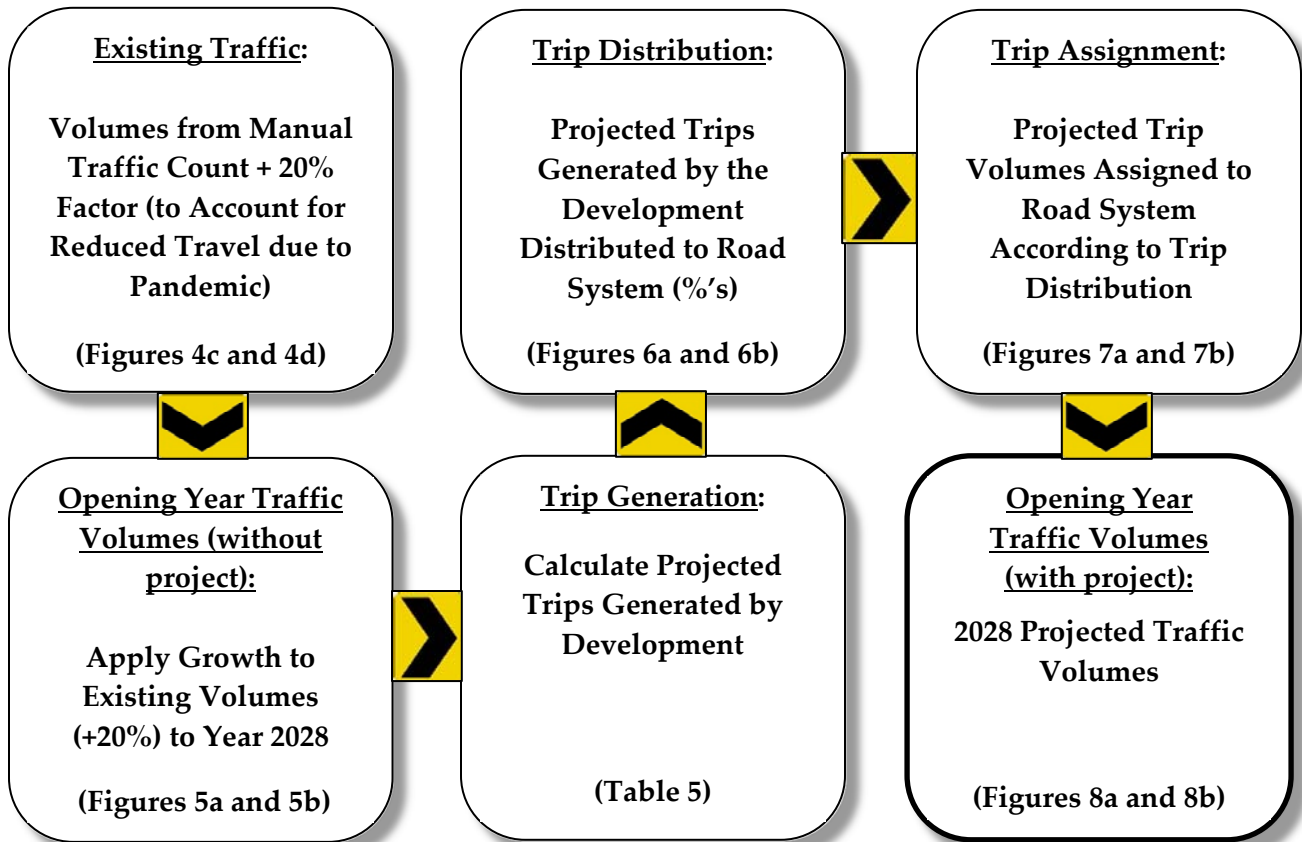 Existing Traffic:
Volumes from Manual
Traffic Count + 20%
Factor (to Account for
Reduced Travel due to
Pandemic)
(Figures 4c and 4d)
Opening Year Traffic
Volumes (without
project):
Apply Growth to
Existing Volumes
(+20%) to Year 2028
(Figures 5a and 5b)
Trip Generation:
Calculate Projected
Trips Generated by
Development
(Table 5)
Trip Distribution:
Projected Trips
Generated by the
Development
Distributed to Road
System (%’s)
(Figures 6a and 6b)
Trip Assignment:
Projected Trip
Volumes Assigned to
Road System
According to Trip
Distribution
(Figures 7a and 7b)
Opening Year
Traffic Volumes
(with project):
2028 Projected Traffic
Volumes
(Figures 8a and 8b)